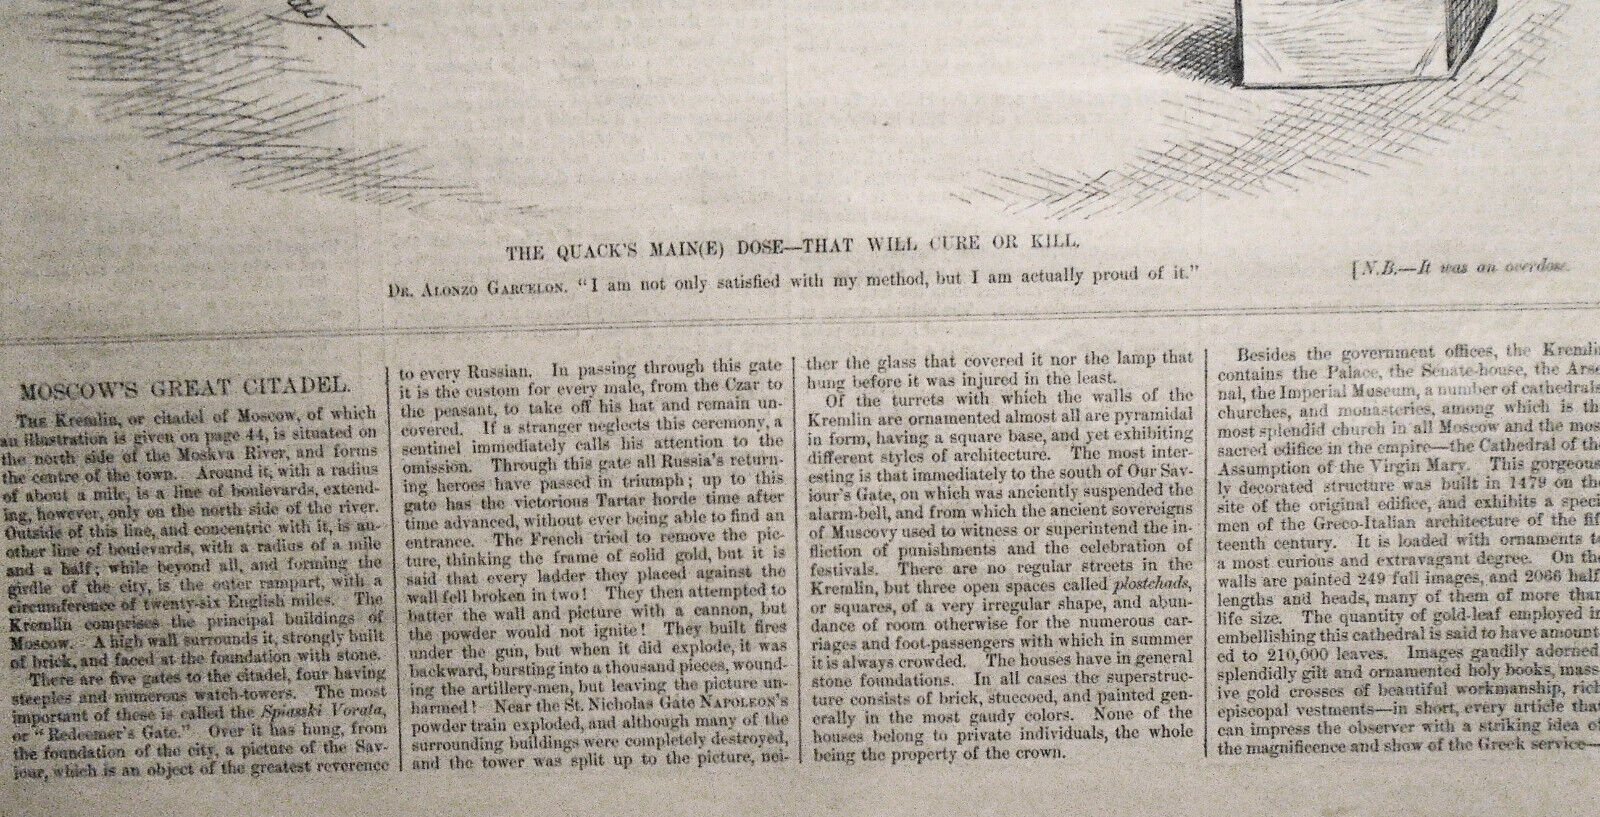 THE QUACK'S MAIN(E) DOSE—THAT WILL CURE OR KILL.
DR. ALONZO GARCELON. "I am not only satisfied with my method, but I am actually proud of it."
[N.B.—It was an overdose.
MOSCOW'S GREAT CITADEL.
THE Kremlin, or citadel of Moscow, of which
an illustration is given on page 44, is situated on
the north side of the Moskva River, and forms
the centre of the town. Around it, with a radius
of about a mile, is a line of boulevards, extend-
ing, however, only on the north side of the river.
Outside of this line, and concentric with it, is an-
other line of boulevards, with a radius of a mile
and a half; while beyond all, and forming the
girdle of the city, is the outer rampart, with a
circumference of twenty-six English miles. The
Kremlin comprises the principal buildings of
Moscow. A high wall surrounds it, strongly built
of brick, and faced at the foundation with stone.
There are five gates to the citadel, four having
steeples and numerous watch-towers. The most
important of these is called the Spiasski Vorata,
or "Redeemer's Gate." Over it has hung, from
the foundation of the city, a picture of the Sav-
iour, which is an object of the greatest reverence
to every Russian. In passing through this gate
it is the custom for every male, from the Czar to
the peasant, to take off his hat and remain un-
covered. If a stranger neglects this ceremony, a
sentinel immediately calls his attention to the
omission. Through this gate all Russia's return-
ing heroes have passed in triumph; up to this
gate has the victorious Tartar horde time after
time advanced, without ever being able to find an
entrance. The French tried to remove the pic-
ture, thinking the frame of solid gold, but it is
said that every ladder they placed against the
wall fell broken in two! They then attempted to
batter the wall and picture with a cannon, but
the powder would not ignite! They built fires
under the gun, but when it did explode, it was
backward, bursting into a thousand pieces, wound-
ing the artillery-men, but leaving the picture un-
harmed! Near the St. Nicholas Gate NAPOLEON'S
powder train exploded, and although many of the
surrounding buildings were completely destroyed,
and the tower was split up to the picture, nei-
ther the glass that covered it nor the lamp that
hung before it was injured in the least.
Of the turrets with which the walls of the
Kremlin are ornamented almost all are pyramidal
in form, having a square base, and yet exhibiting
different styles of architecture. The most inter-
esting is that immediately to the south of Our Sav-
iour's Gate, on which was anciently suspended the
alarm-bell, and from which the ancient sovereigns
of Muscovy used to witness or superintend the in-
fliction of punishments and the celebration of
festivals. There are no regular streets in the
Kremlin, but three open spaces called plostchads,
or squares, of a very irregular shape, and abun-
dance of room otherwise for the numerous car-
riages and foot-passengers with which in summer
it is always crowded. The houses have in general
stone foundations. In all cases the superstruc-
ture consists of brick, stuccoed, and painted gen-
erally in the most gaudy colors. None of the
houses belong to private individuals, the whole
being the property of the crown.
Besides the government offices, the Kremlin
contains the Palace, the Senate-house, the Arse
nal, the Imperial Museum, a number of cathedrals
churches, and monasteries, among which is th
most splendid church in all Moscow and the mos
sacred edifice in the empire—the Cathedral of the
Assumption of the Virgin Mary. This gorgeous
ly decorated structure was built in 1479 on the
site of the original edifice, and exhibits a speci
men of the Greco-Italian architecture of the fif
teenth century. It is loaded with ornaments to
a most curious and extravagant degree. On the
walls are painted 249 full images, and 2066 half
lengths and heads, many of them of more than
life size. The quantity of gold-leaf employed in
embellishing this cathedral is said to have amount
ed to 210,000 leaves. Images gaudily adorned
splendidly gilt and ornamented holy books, mass
ive gold crosses of beautiful workmanship, rich
episcopal vestments—in short, every article that
can impress the observer with a striking idea of
the magnificence and show of the Greek service—